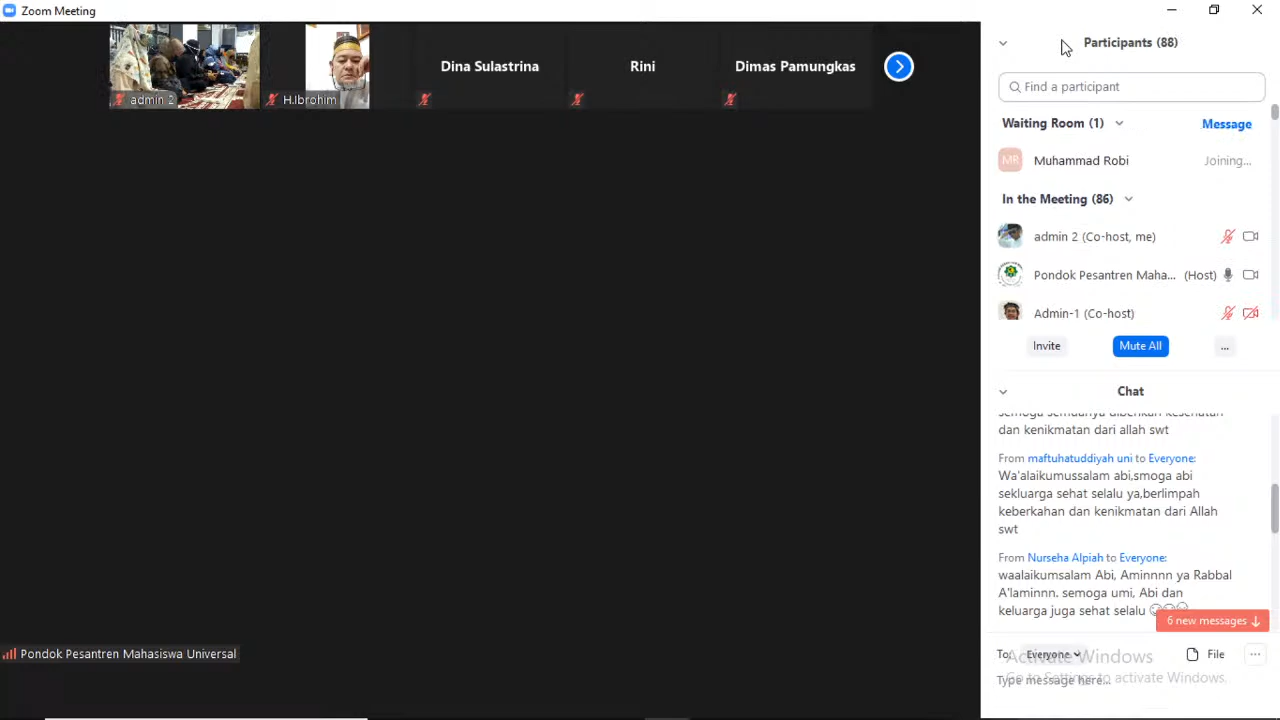 Zoom Meeting
admin 2
H.Ibrohim
Dina Sulastrina
Rini
Dimas Pamungkas
Pondok Pesantren Mahasiswa Universal
Participants (88)
Find a participant
Waiting Room (1)
Message
MR
Muhammad Robi
Joining...
In the Meeting (86)
admin 2 (Co-host, me)
Pondok Pesantren Maha... (Host)
Admin-1 (Co-host)
Invite
Mute All
...
Chat
semoga semuanya diberikan kesehatan
dan kenikmatan dari allah swt
From maftuhatuddiyah uni to Everyone:
Wa'alaikumussalam abi,smoga abi
sekluarga sehat selalu ya,berlimpah
keberkahan dan kenikmatan dari Allah
swt
From Nurseha Alpiah to Everyone:
waalaikumsalam Abi, Aminnnn ya Rabbal
A'laminnn. semoga umi, Abi dan
keluarga juga sehat selalu
6 new messages
To: Everyone
File
...
Type message here...
Activate Windows
Go to Settings to activate Windows.